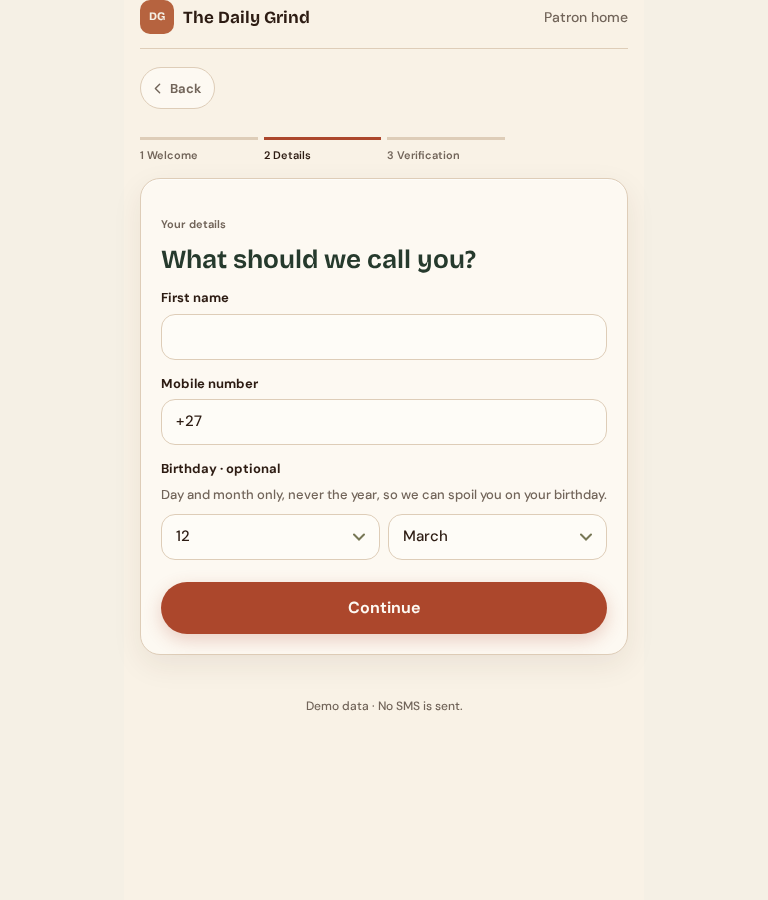 DG
The Daily Grind
Patron home
Back
1 Welcome
2 Details
3 Verification
Your details
What should we call you?
First name
Mobile number
+27
Birthday · optional
Day and month only, never the year, so we can spoil you on your birthday.
12
March
Continue
Demo data · No SMS is sent.